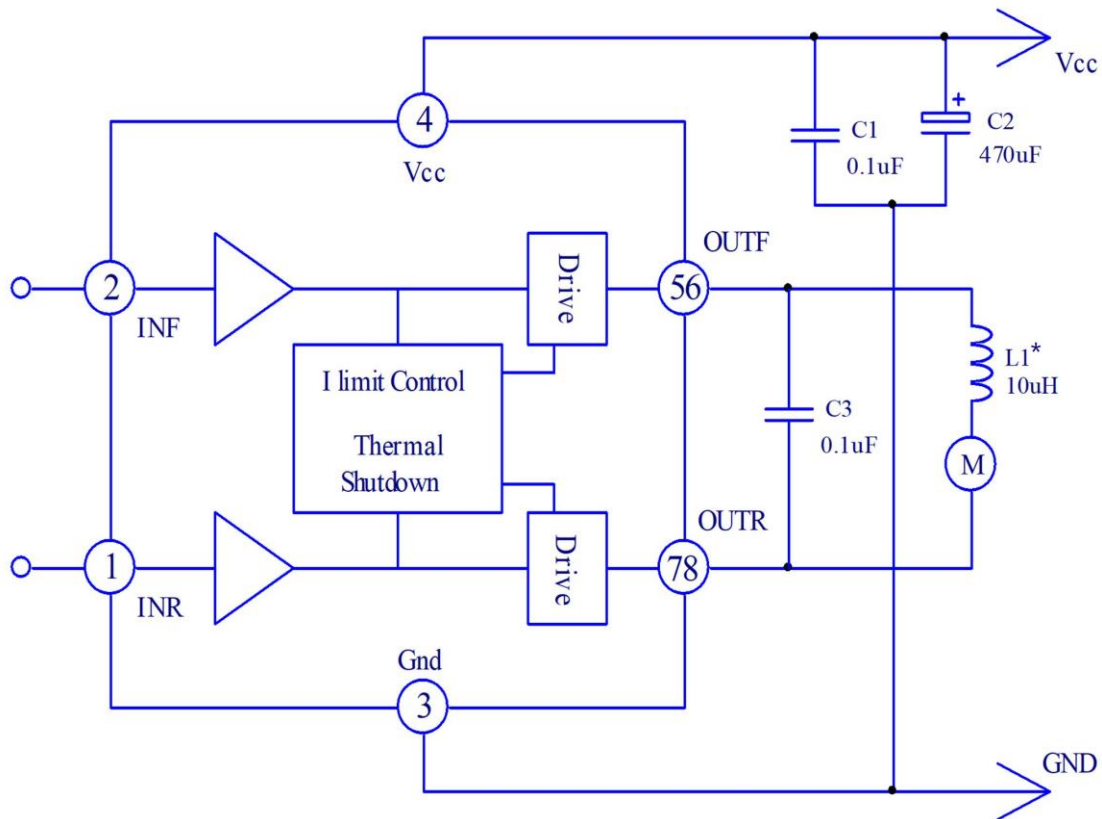 Vcc
4
Vcc
C1
0.1uF
+
C2
470uF
OUTF
2
INF
Drive
56
I limit Control
Thermal
Shutdown
C3
0.1uF
L1*
10uH
M
OUTR
1
INR
Drive
78
Gnd
3
GND